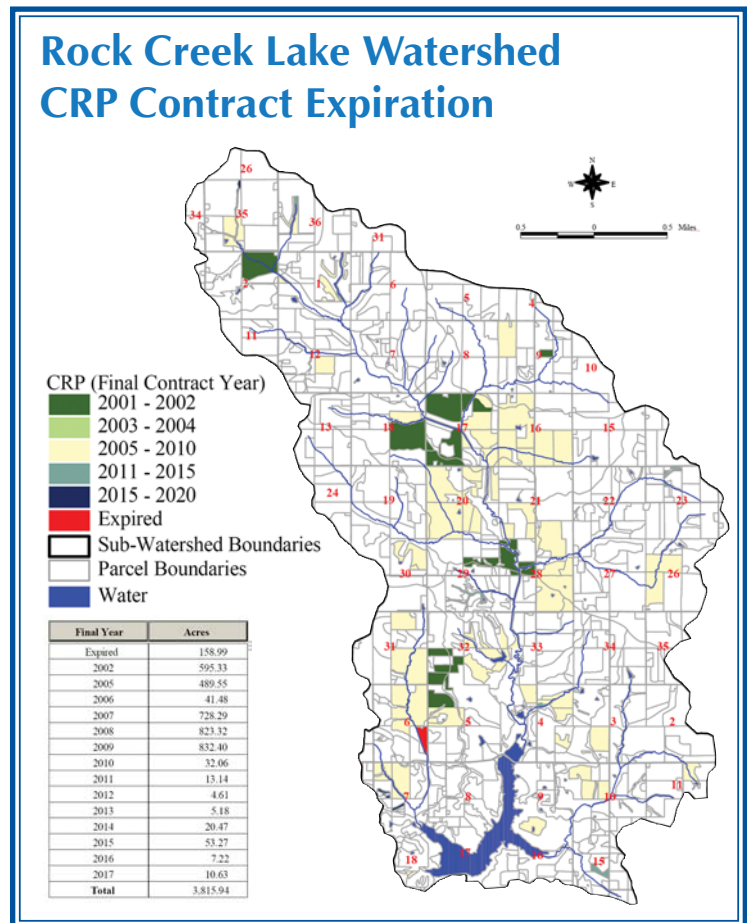 Rock Creek Lake Watershed
CRP Contract Expiration
N
W E
S
0.5 0 0.5 Miles
26
34 35 36
31
2 1 6 5 4
11 12 7 8 9 10
13 18 17 16 15
24 19 20 21 22 23
30 29 28 27 26
31 32 33 34 35
6 5 4 3 2
7 8 9 10 11
18 17 16 15
CRP (Final Contract Year)
2001 - 2002
2003 - 2004
2005 - 2010
2011 - 2015
2015 - 2020
Expired
Sub-Watershed Boundaries
Parcel Boundaries
Water
Final Year Acres
Expired 158.99
2002 595.33
2005 489.55
2006 41.48
2007 728.29
2008 823.32
2009 832.40
2010 32.06
2011 13.14
2012 4.61
2013 5.18
2014 20.47
2015 53.27
2016 7.22
2017 10.63
Total 3,815.94